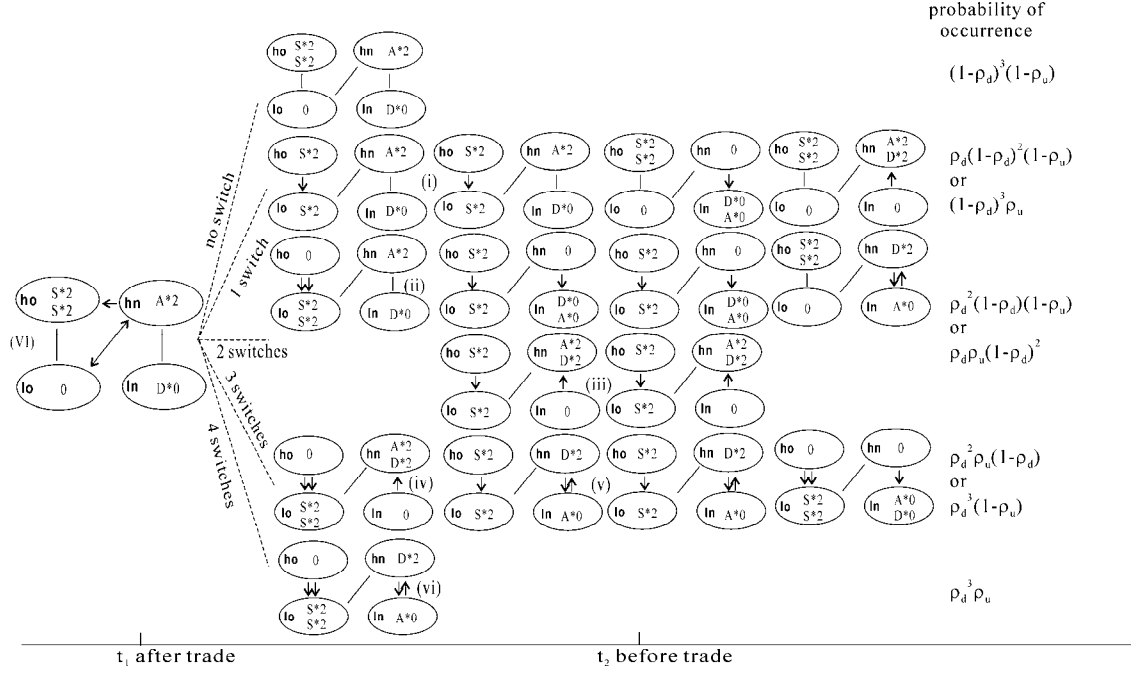 probability of
occurrence
ho S*2 hn A*2
S*2
(1-ρd)³(1-ρu)
lo 0 ln D*0
ho S*2 hn A*2 ho S*2 hn A*2 ho S*2 hn 0 ho S*2 hn A*2
S*2 S*2 D*2
ρd(1-ρd)²(1-ρu)
or
(i)
lo S*2 ln D*0 lo S*2 ln D*0 lo 0 ln D*0 lo 0 ln 0
A*0
(1-ρd)³ρu
no switch
1 switch
ho 0 hn A*2 ho S*2 hn 0 ho S*2 hn 0 ho S*2 hn D*2
S*2
(ii)
lo S*2 ln D*0 lo S*2 ln D*0 lo S*2 ln D*0 lo 0 ln A*0
S*2 A*0 A*0
ρd²(1-ρd)(1-ρu)
or
ρdρu(1-ρd)²
ho S*2 hn A*2
S*2
(VI)
lo 0 ln D*0
2 switches
ho S*2 hn A*2 ho S*2 hn A*2
D*2 D*2
(iii)
lo S*2 ln 0 lo S*2 ln 0
3 switches
4 switches
ho 0 hn A*2 ho S*2 hn D*2 ho S*2 hn D*2 ho 0 hn 0
D*2
ρd²ρu(1-ρd)
or
(iv) (v)
lo S*2 ln 0 lo S*2 ln A*0 lo S*2 ln A*0 lo S*2 ln A*0
S*2 S*2 D*0
ρd³(1-ρu)
ho 0 hn D*2
(vi)
lo S*2 ln A*0
S*2
ρd³ρu
t₁ after trade t₂ before trade